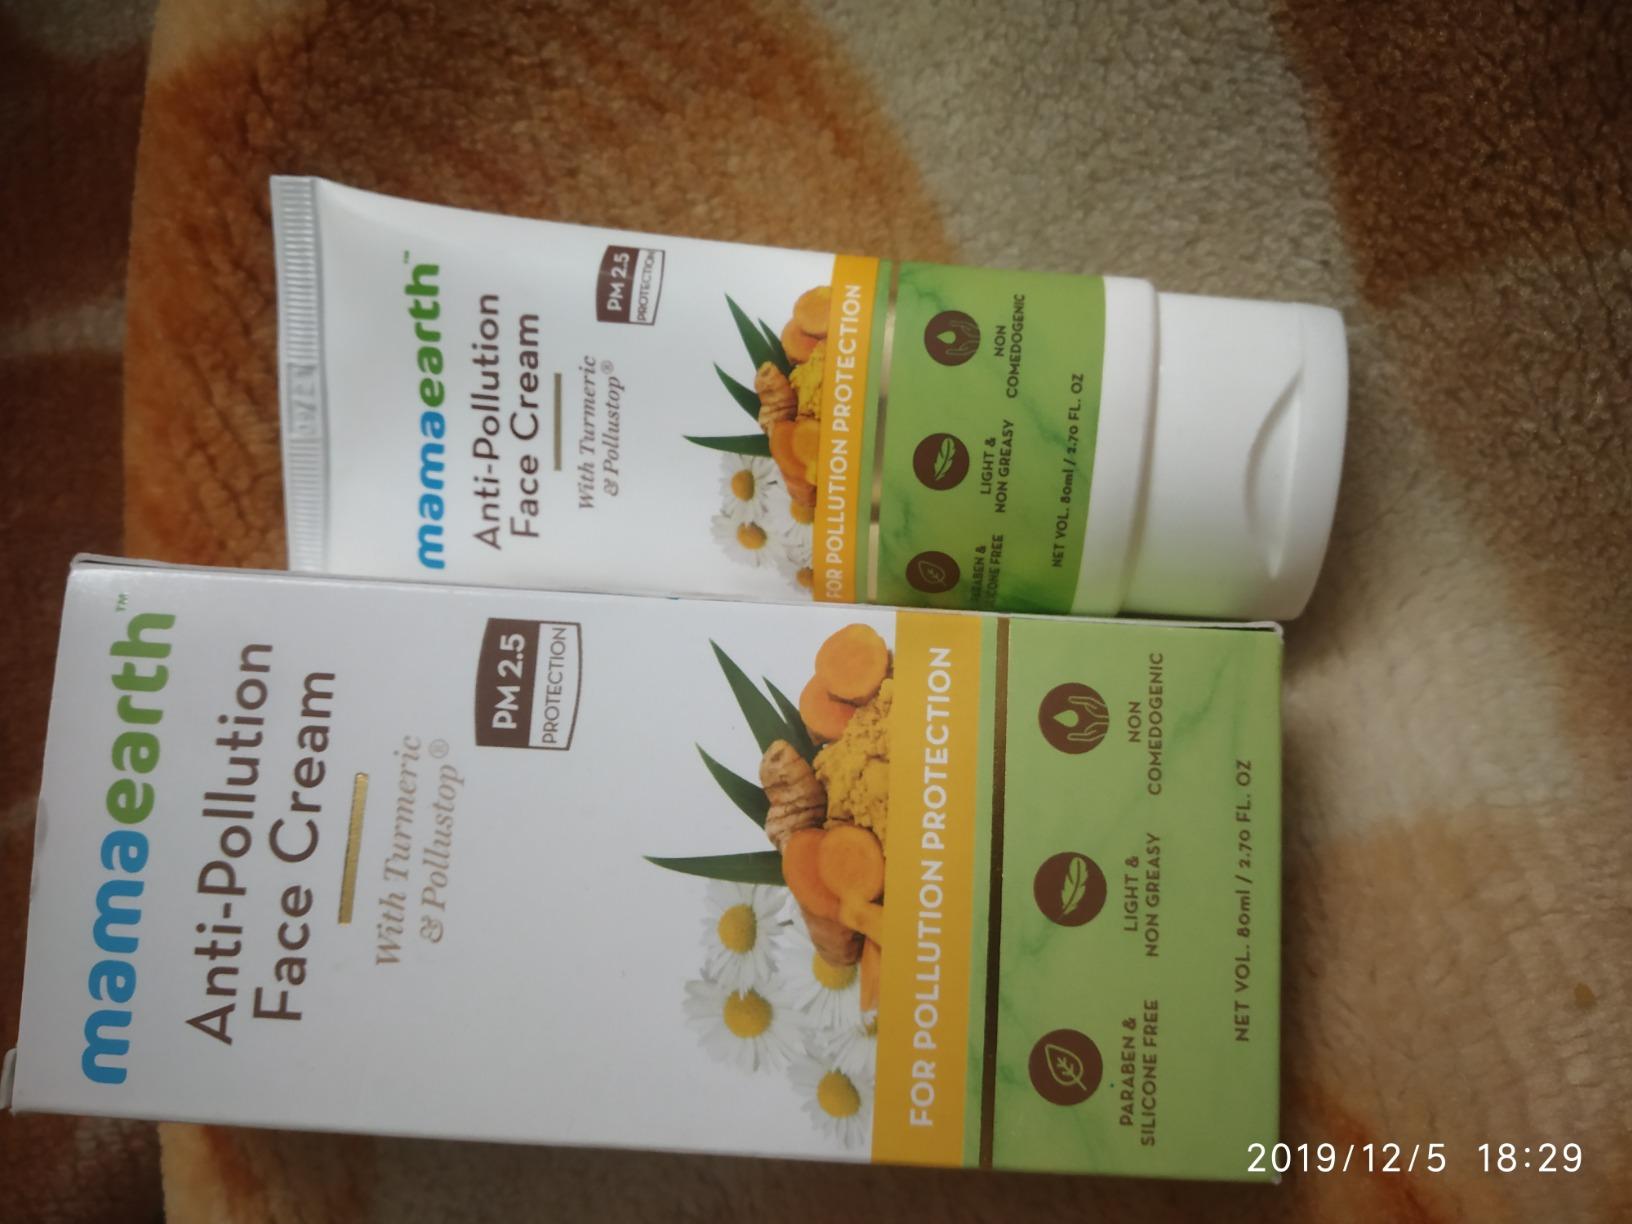 mamaearth™
Anti-Pollution
Face Cream
With Turmeric
& Pollustop®
PM 2.5
PROTECTION
FOR POLLUTION PROTECTION
PARABEN &
SILICONE FREE
LIGHT &
NON GREASY
NON
COMEDOGENIC
NET VOL. 80ml / 2.70 FL. OZ
mamaearth™
Anti-Pollution
Face Cream
With Turmeric
& Pollustop®
PM 2.5
PROTECTION
FOR POLLUTION PROTECTION
PARABEN &
ICONE FREE
LIGHT &
NON GREASY
NON
COMEDOGENIC
NET VOL. 80ml / 2.70 FL. OZ
2019/12/5 18:29